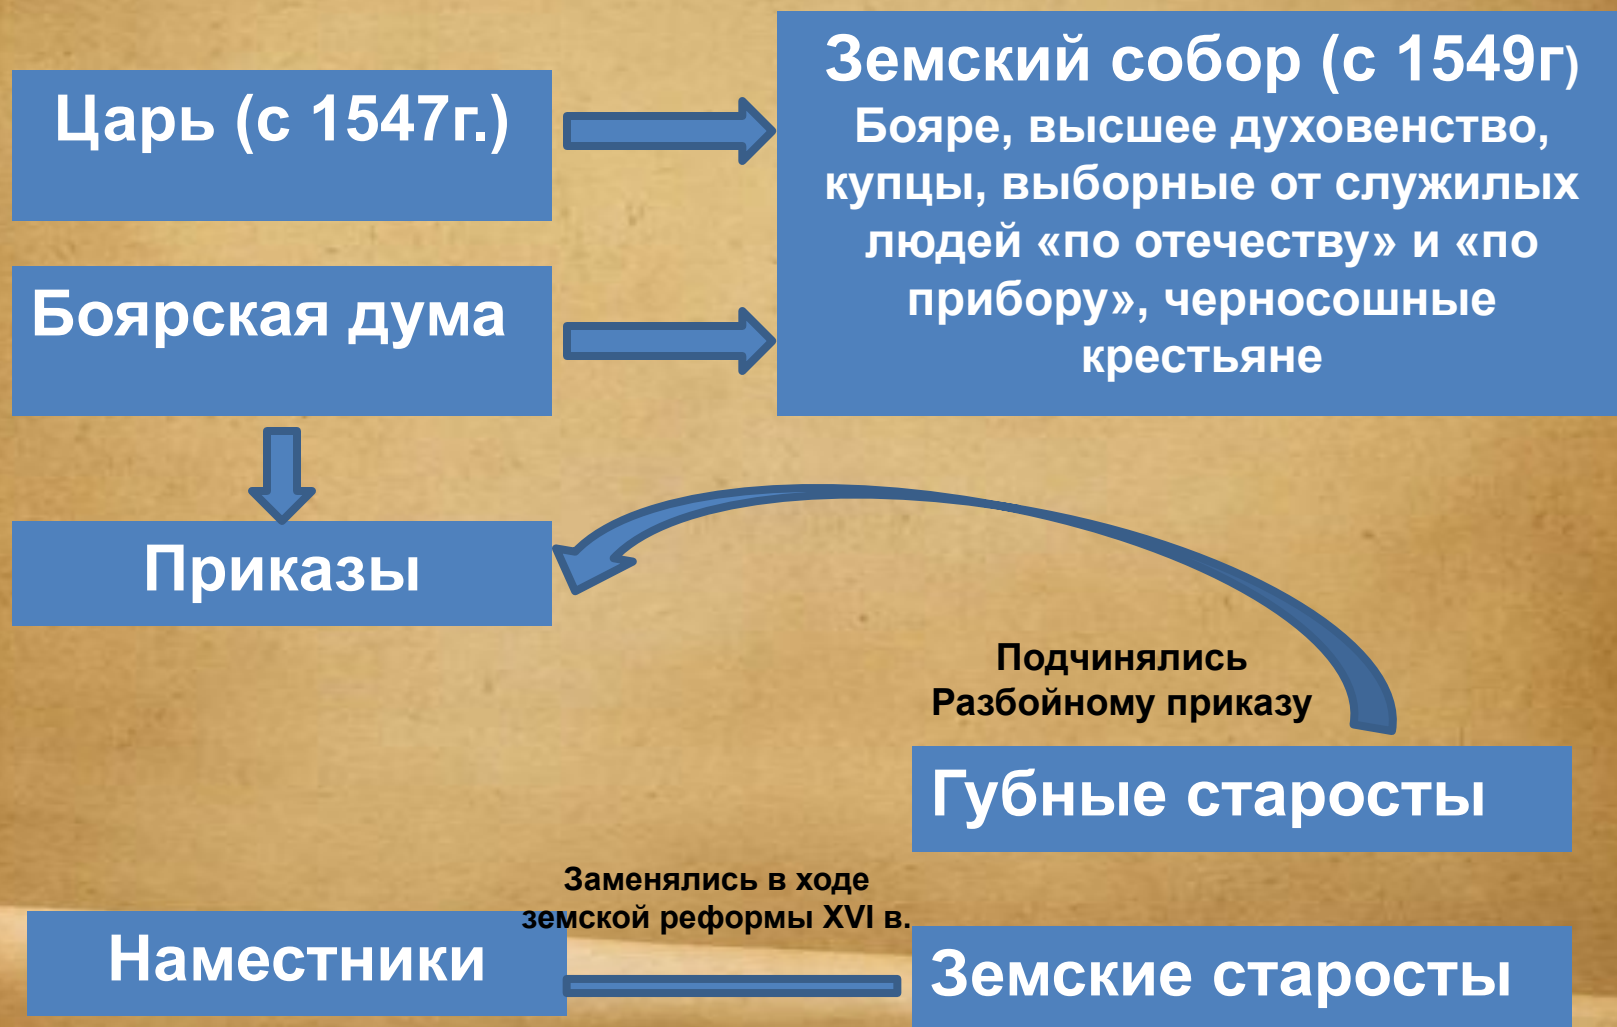 Царь (с 1547г.)
Земский собор (с 1549г)
Бояре, высшее духовенство,
купцы, выборные от служилых
людей «по отечеству» и «по
прибору», черносошные
крестьяне
Боярская дума
Приказы
Подчинялись
Разбойному приказу
Губные старосты
Заменялись в ходе
земской реформы XVI в.
Наместники
Земские старосты